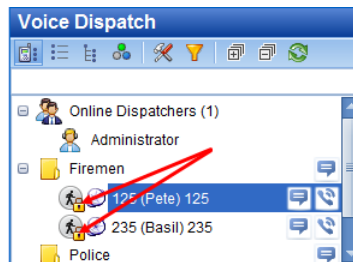 Voice Dispatch
Online Dispatchers (1)
Administrator
Firemen
125 (Pete) 125
235 (Basil) 235
Police